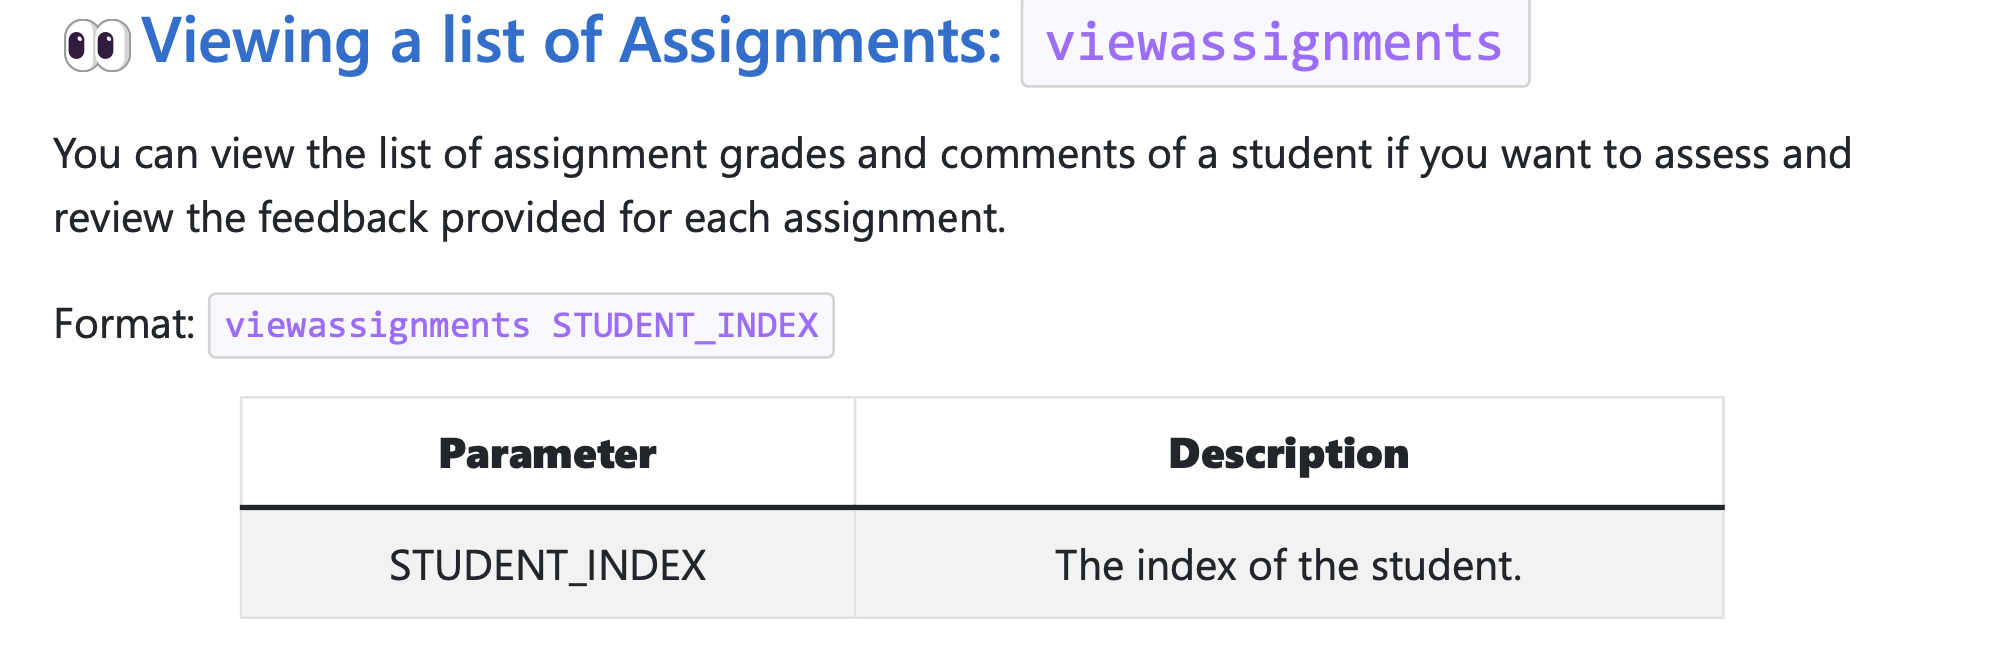 👀Viewing a list of Assignments: viewassignments
You can view the list of assignment grades and comments of a student if you want to assess and
review the feedback provided for each assignment.
Format: viewassignments STUDENT_INDEX
Parameter Description
STUDENT_INDEX The index of the student.